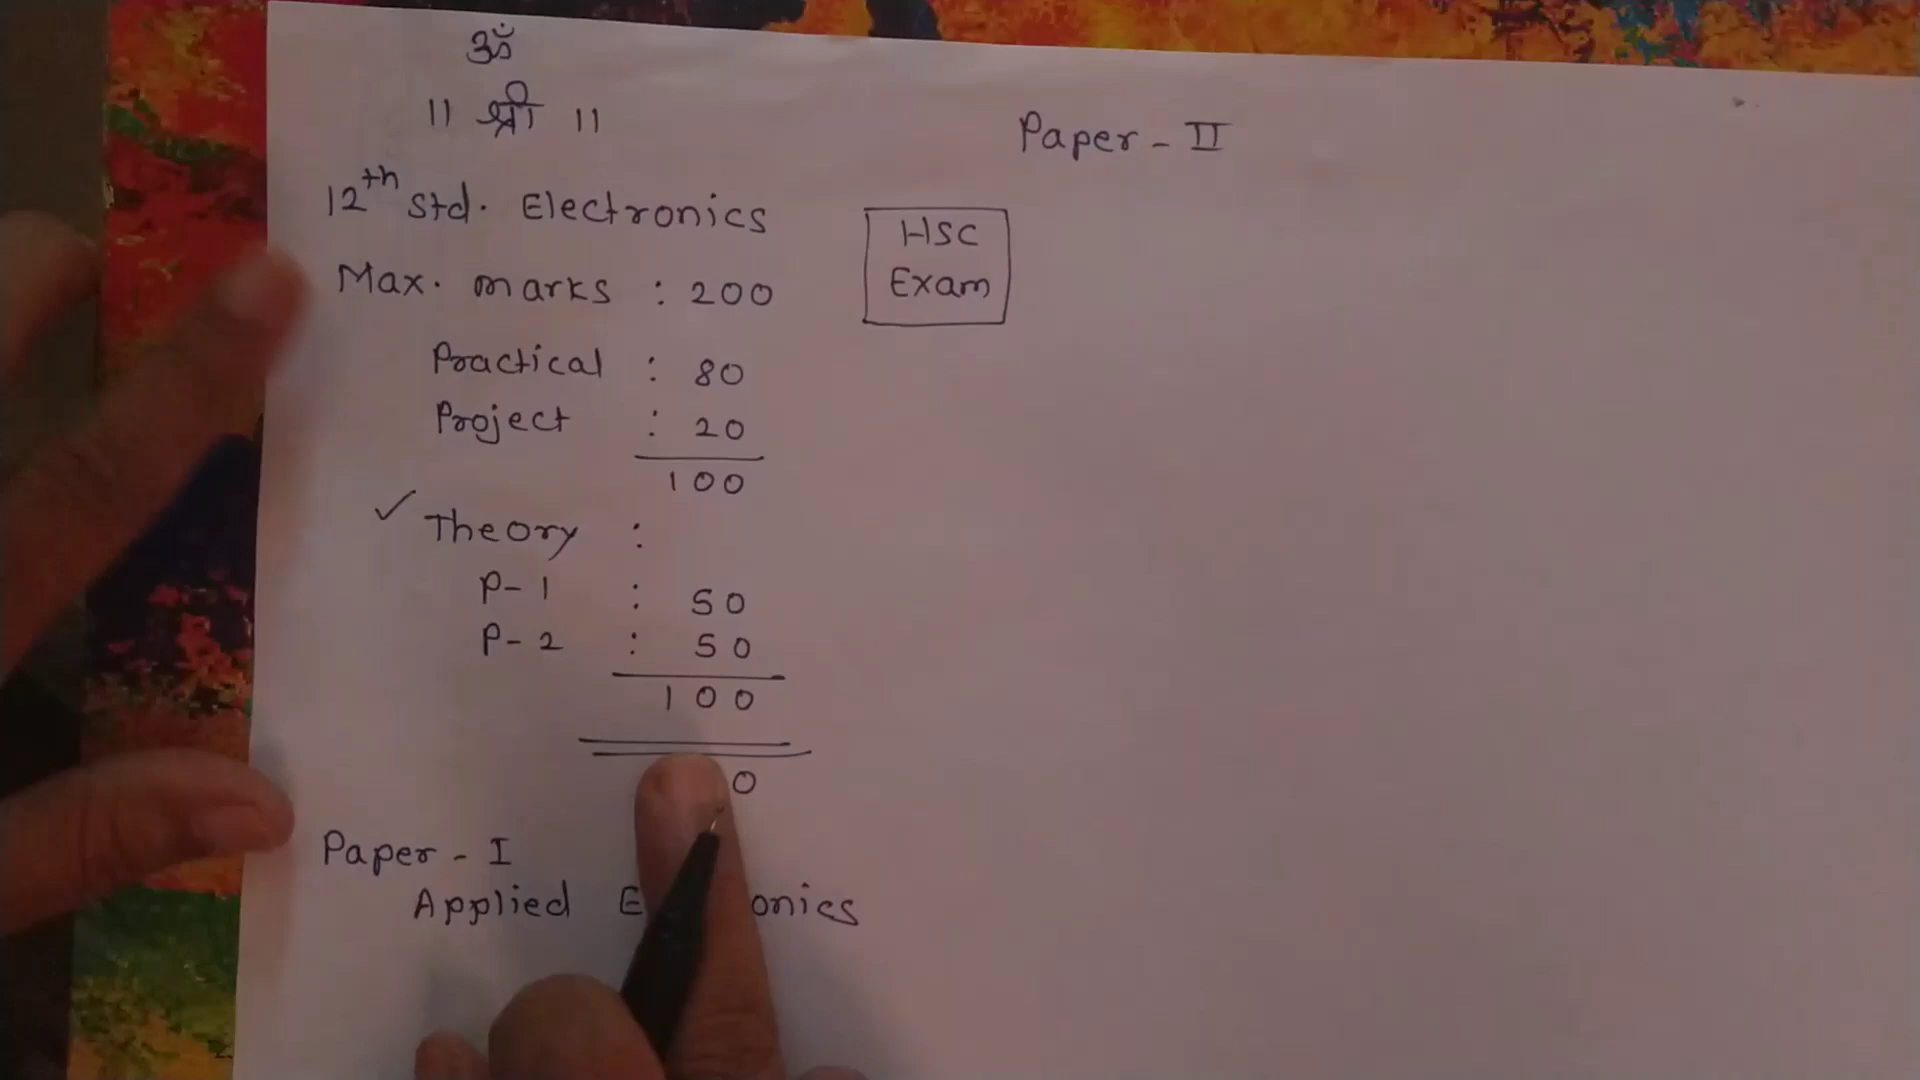 ॐ
॥ श्री ॥
12th Std. Electronics
Max. marks : 200
HSC
Exam
Practical : 80
Project : 20
100
✓ Theory :
P-1 : 50
P-2 : 50
100
0
Paper - I
Applied
Paper - II